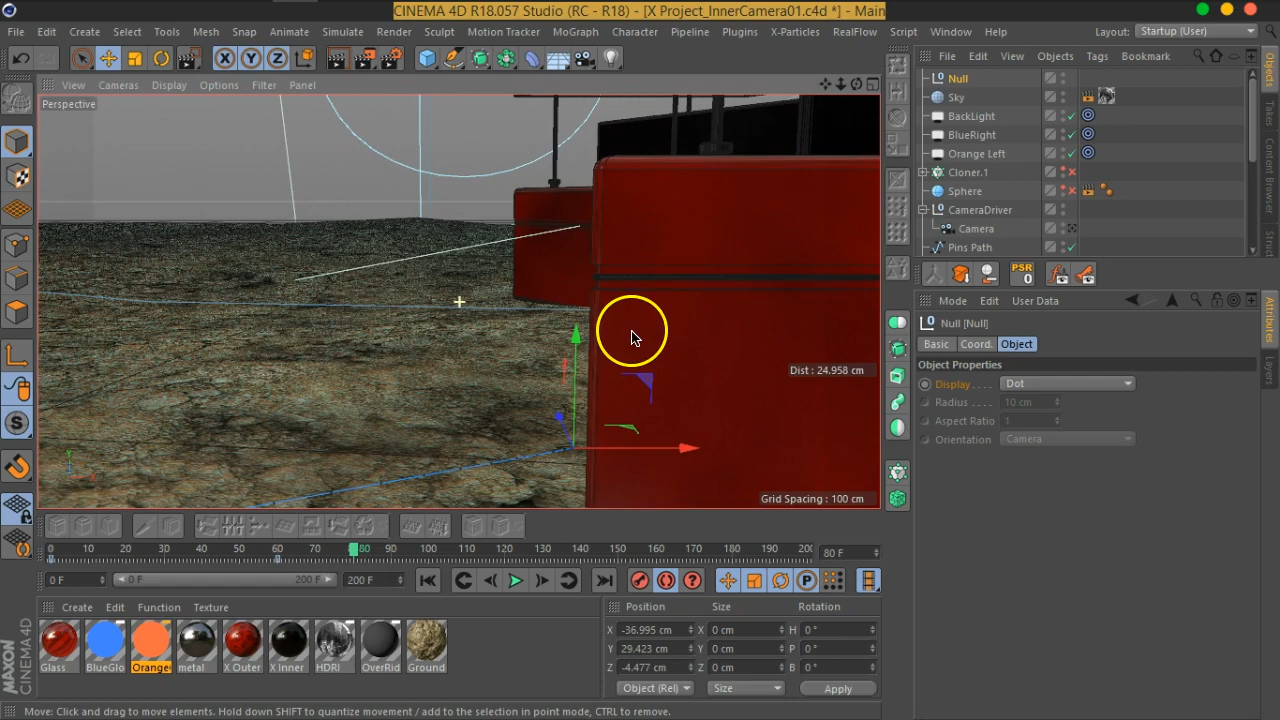 CINEMA 4D R18.057 Studio (RC - R18) - [X Project_InnerCamera01.c4d *] - Main
File Edit Create Select Tools Mesh Snap Animate Simulate Render Sculpt Motion Tracker MoGraph Character Pipeline Plugins X-Particles RealFlow Script Window Help Layout: Startup (User)
X Y Z
File Edit View Objects Tags Bookmark
View Cameras Display Options Filter Panel
Perspective
Null
Sky
BackLight
BlueRight
Orange Left
Cloner.1
Sphere
CameraDriver
Camera
Pins Path
Objects
Takes
Content Browser
PSR
0
Mode Edit User Data
Null [Null]
Basic Coord. Object
Object Properties
Display . . . . Dot
Radius . . . . 10 cm
Aspect Ratio 1
Orientation Camera
Attributes
Layers
Dist : 24.958 cm
Grid Spacing : 100 cm
0 10 20 30 40 50 60 70 80 90 100 110 120 130 140 150 160 170 180 190 20
80 F
0 F 0 F 200 F 200 F
Create Edit Function Texture
Glass BlueGlo Orange metal X Outer X Inner HDRI OverRid Ground
Position Size Rotation
X -36.995 cm X 0 cm H 0 °
Y 29.423 cm Y 0 cm P 0 °
Z -4.477 cm Z 0 cm B 0 °
Object (Rel) Size Apply
MAXON
CINEMA 4D
Move: Click and drag to move elements. Hold down SHIFT to quantize movement / add to the selection in point mode, CTRL to remove.